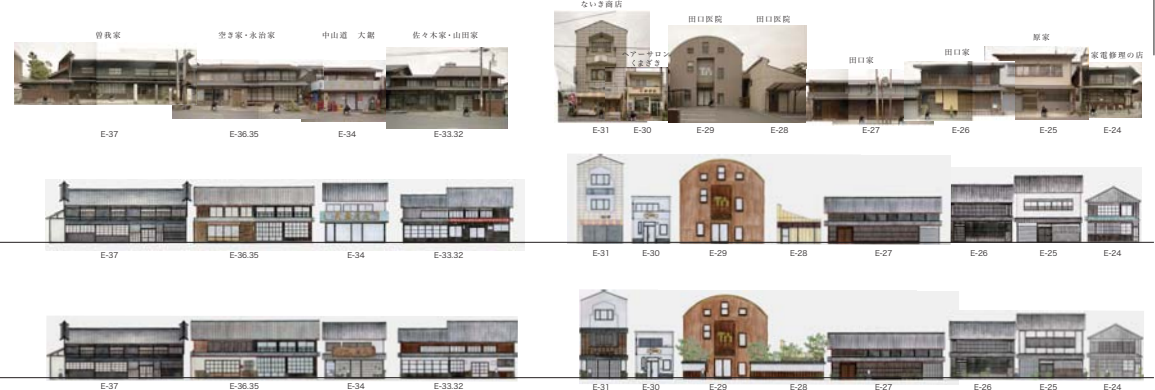 ないき商店
田口医院
田口医院
ヘアーサロン
くまざき
曽我家
空き家・永治家
中山道 大鋸
佐々木家・山田家
田口家
田口家
原家
家電修理の店
E-37
E-36.35
E-34
E-33.32
E-31
E-30
E-29
E-28
E-27
E-26
E-25
E-24
E-37
E-36.35
E-34
E-33.32
E-31
E-30
E-29
E-28
E-27
E-26
E-25
E-24
E-37
E-36.35
E-34
E-33.32
E-31
E-30
E-29
E-28
E-27
E-26
E-25
E-24